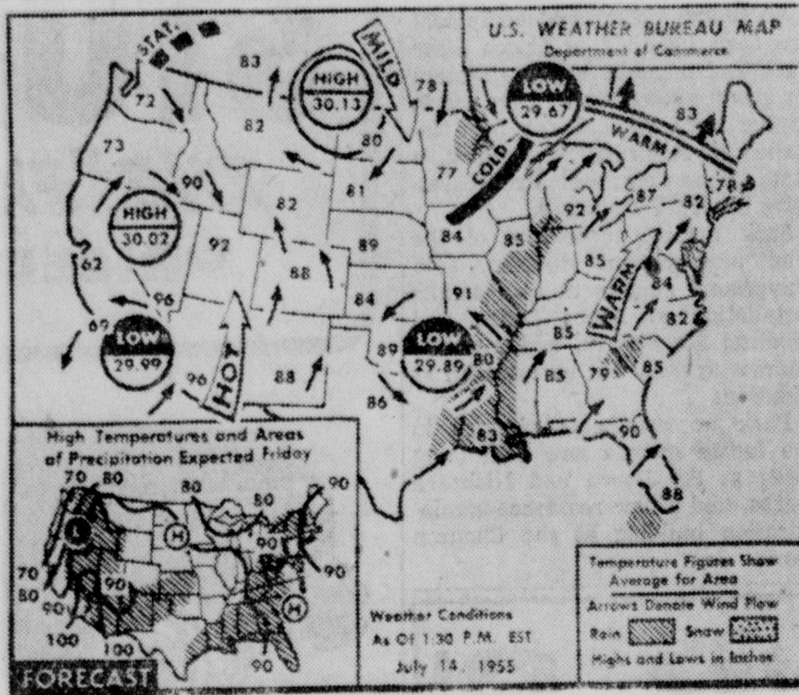 U.S. WEATHER BUREAU MAP
Department of Commerce
STAT.
83
HIGH
30.13
MILD
78
LOW
29.67
83
WARM
COLD
72
82
80
73
77
78
90
81
82
92
87
82
HIGH
30.02
92
89
84
85
85
62
88
84
91
WARM
84
96
82
69
LOW
29.99
89
LOW
29.89
80
85
96
HOT
88
86
85
79
85
83
90
88
High Temperatures and Areas
of Precipitation Expected Friday
70
80
80
80
90
L
H
90
70
80
90
90
90
H
90
100
100
90
FORECAST
Weather Conditions
As Of 1:30 P.M. EST
July 14, 1955
Temperature Figures Show
Average for Area
Arrows Denote Wind Flow
Rain
Snow
Highs and Lows in Inches